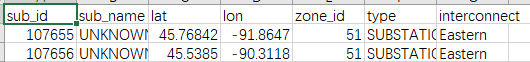 sub_id sub_name lat lon zone_id type interconnect
107655 UNKNOWN 45.76842 -91.8647 51 SUBSTATIC Eastern
107656 UNKNOWN 45.5385 -90.3118 51 SUBSTATIC Eastern